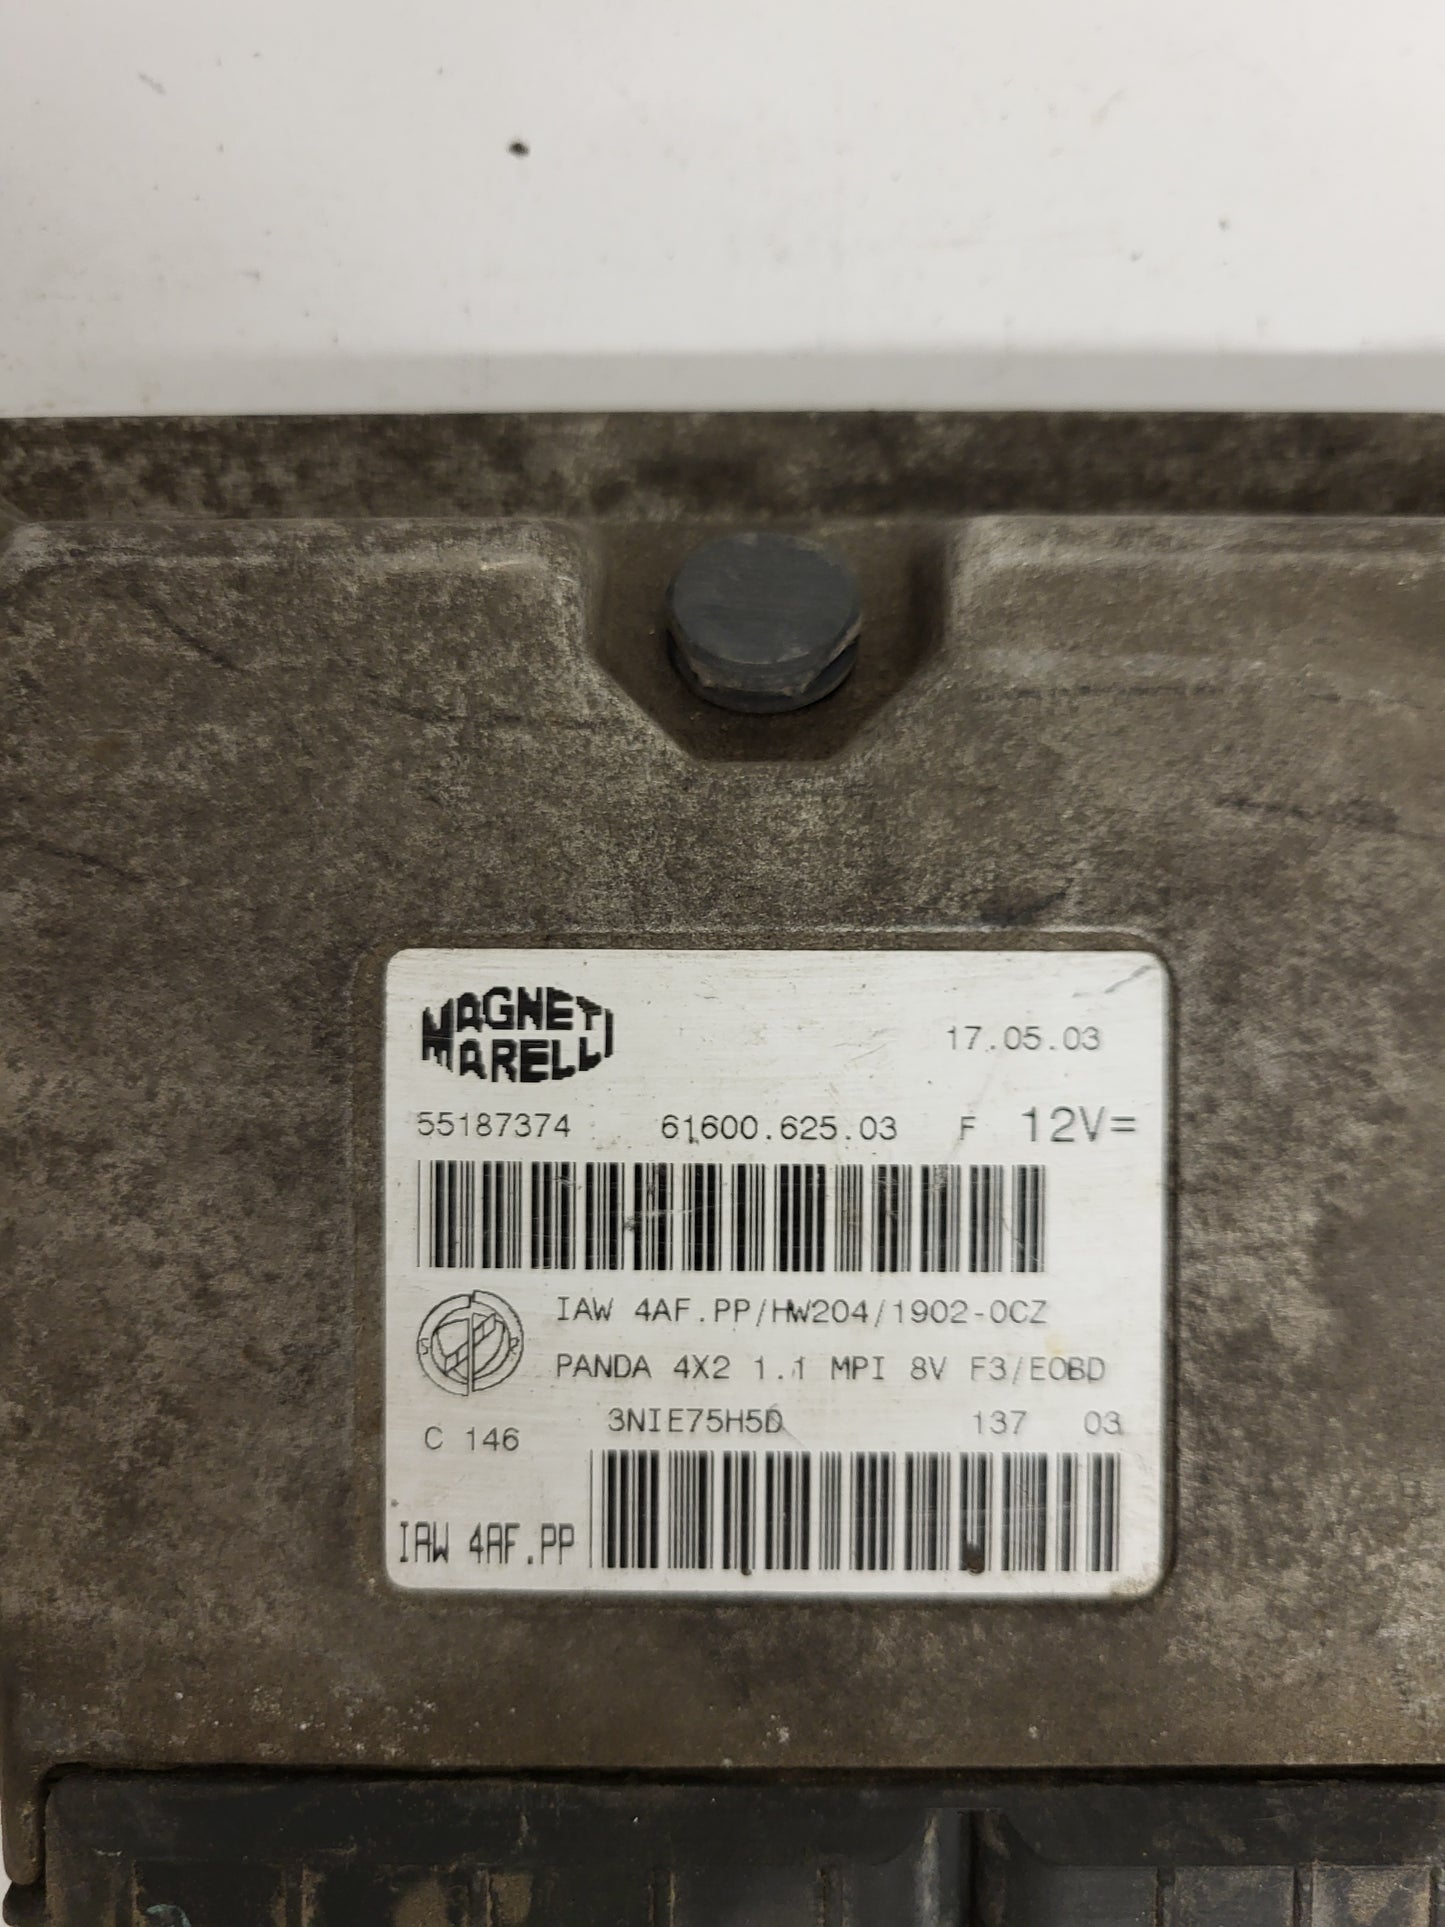 MAGNETI
MARELLI
17.05.03
55187374 61600.625.03 F 12V=
IAW 4AF.PP/HW204/1902-0CZ
PANDA 4X2 1.1 MPI 8V F3/EOBD
3NIE75H5D 137 03
C 146
IAW 4AF.PP